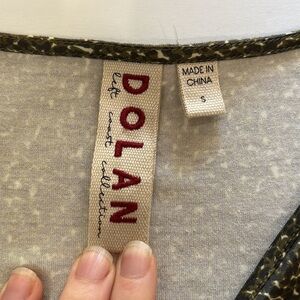 DOLAN
left coast collection
MADE IN
CHINA
S